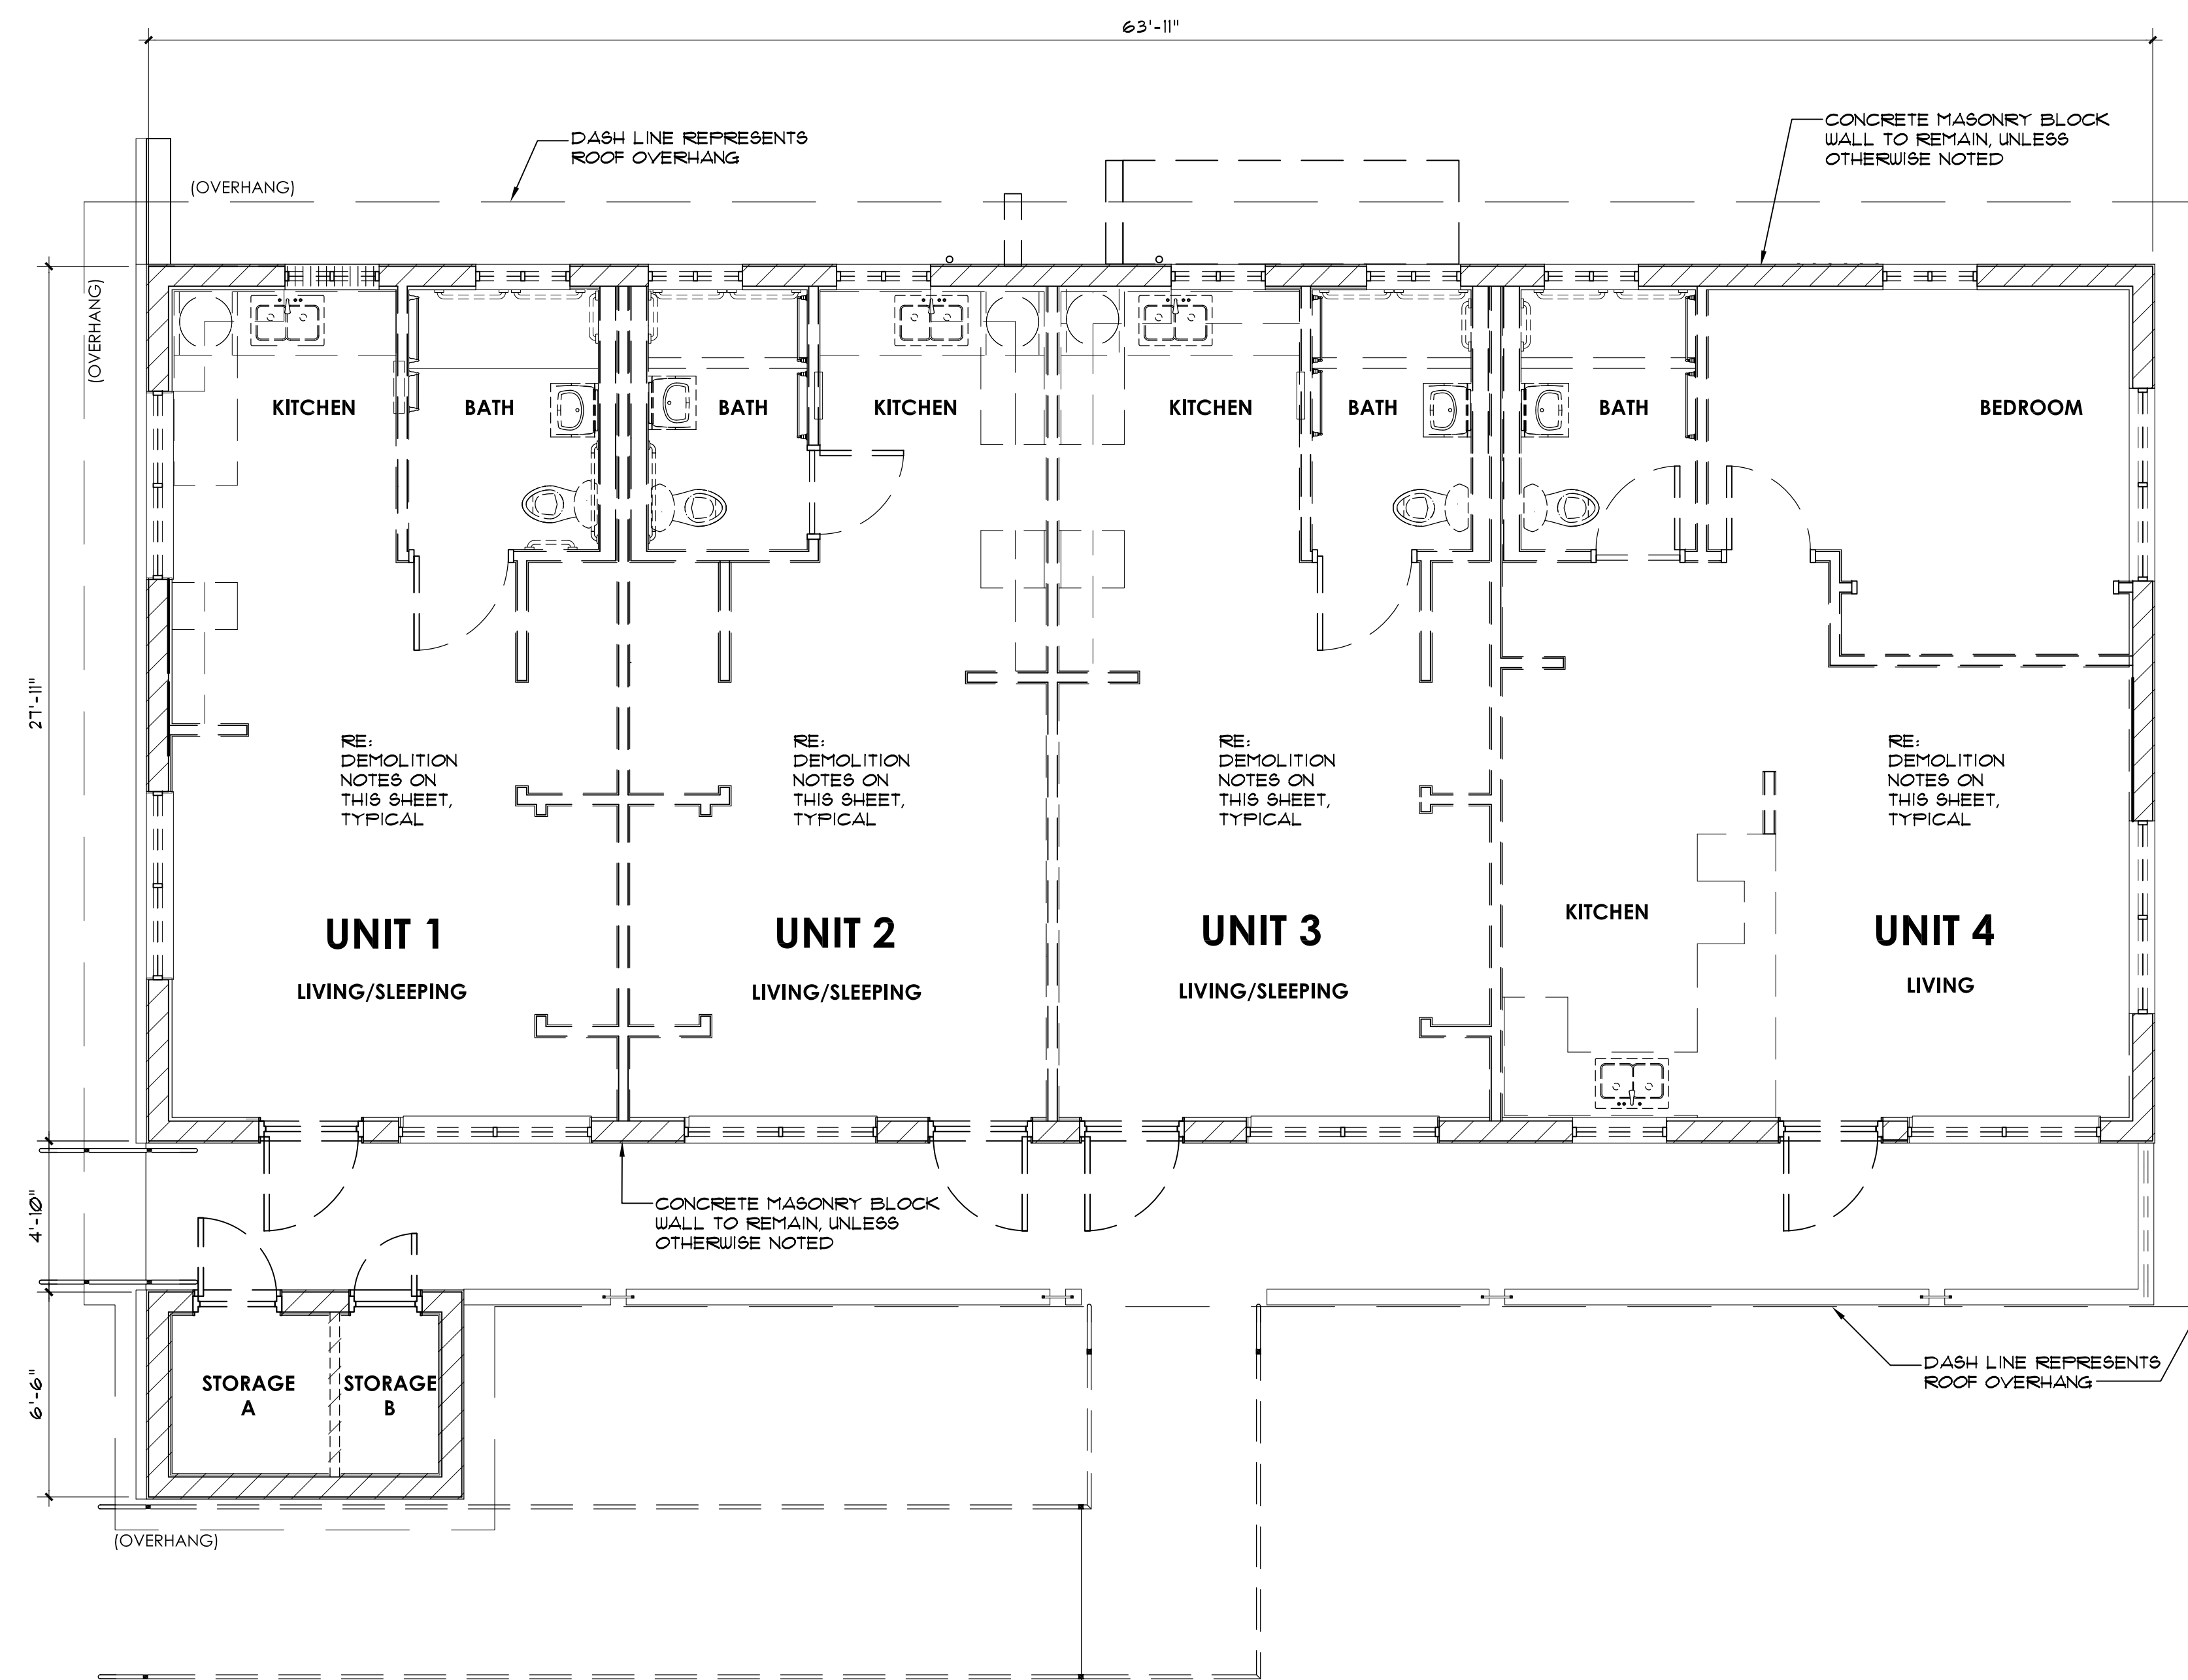 63'-11"
DASH LINE REPRESENTS
ROOF OVERHANG
CONCRETE MASONRY BLOCK
WALL TO REMAIN, UNLESS
OTHERWISE NOTED
(OVERHANG)
(OVERHANG)
KITCHEN
BATH
BATH
KITCHEN
KITCHEN
BATH
BATH
BEDROOM
27'-11"
RE:
DEMOLITION
NOTES ON
THIS SHEET,
TYPICAL
RE:
DEMOLITION
NOTES ON
THIS SHEET,
TYPICAL
RE:
DEMOLITION
NOTES ON
THIS SHEET,
TYPICAL
RE:
DEMOLITION
NOTES ON
THIS SHEET,
TYPICAL
UNIT 1
LIVING/SLEEPING
UNIT 2
LIVING/SLEEPING
UNIT 3
LIVING/SLEEPING
KITCHEN
UNIT 4
LIVING
4'-10"
CONCRETE MASONRY BLOCK
WALL TO REMAIN, UNLESS
OTHERWISE NOTED
6'-6"
STORAGE
A
STORAGE
B
DASH LINE REPRESENTS
ROOF OVERHANG
(OVERHANG)